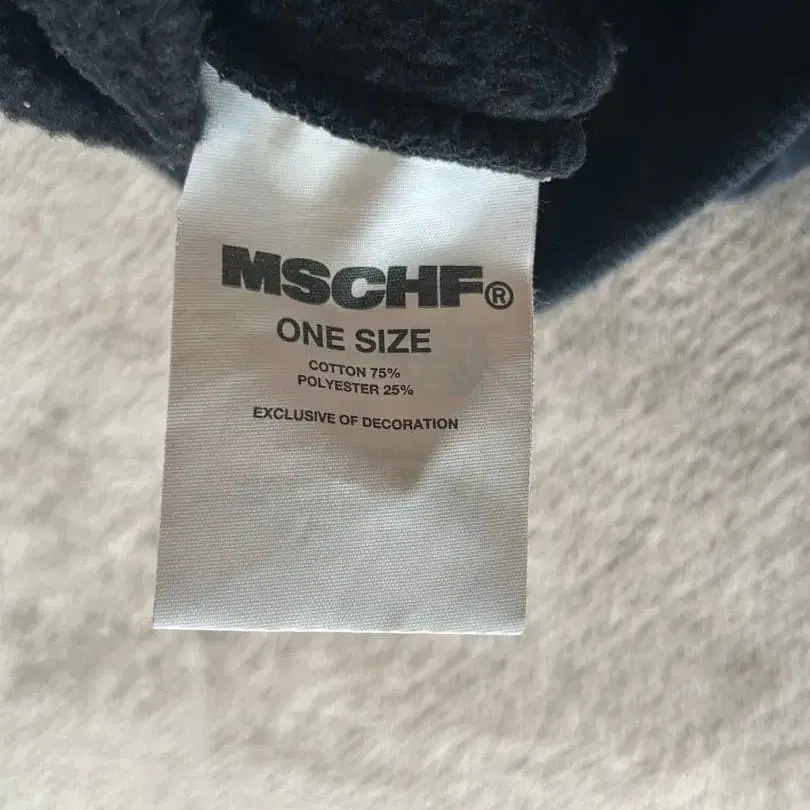 MSCHF®
ONE SIZE
COTTON 75%
POLYESTER 25%
EXCLUSIVE OF DECORATION